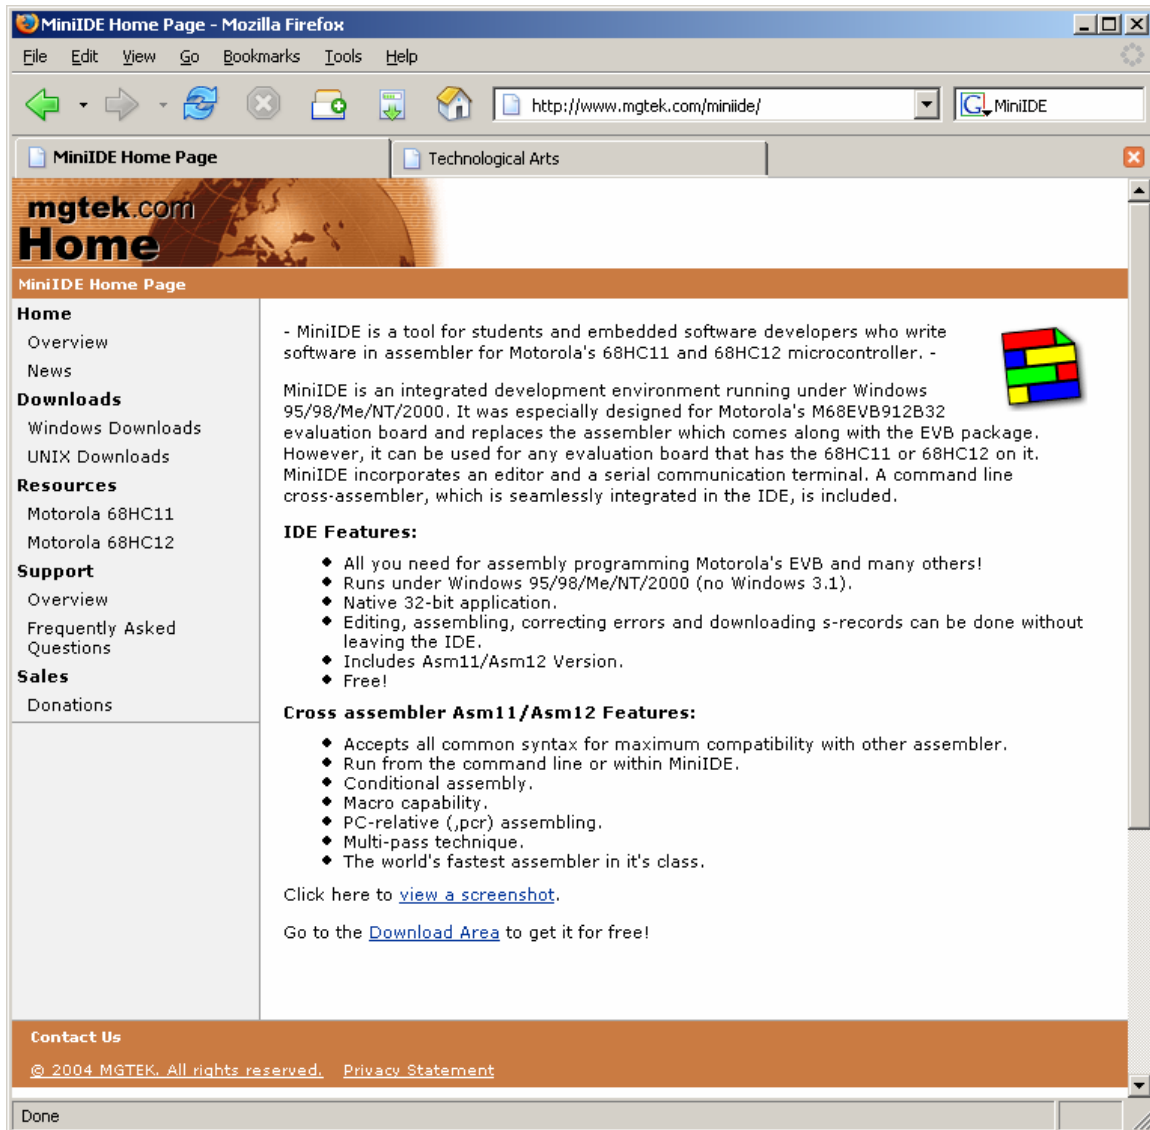 MiniIDE Home Page - Mozilla Firefox
File Edit View Go Bookmarks Tools Help
http://www.mgtek.com/miniide/ G MiniIDE
MiniIDE Home Page Technological Arts
mgtek.com
Home
MiniIDE Home Page
Home
Overview
News
Downloads
Windows Downloads
UNIX Downloads
Resources
Motorola 68HC11
Motorola 68HC12
Support
Overview
Frequently Asked
Questions
Sales
Donations
- MiniIDE is a tool for students and embedded software developers who write
software in assembler for Motorola's 68HC11 and 68HC12 microcontroller. -
MiniIDE is an integrated development environment running under Windows
95/98/Me/NT/2000. It was especially designed for Motorola's M68EVB912B32
evaluation board and replaces the assembler which comes along with the EVB package.
However, it can be used for any evaluation board that has the 68HC11 or 68HC12 on it.
MiniIDE incorporates an editor and a serial communication terminal. A command line
cross-assembler, which is seamlessly integrated in the IDE, is included.
IDE Features:
• All you need for assembly programming Motorola's EVB and many others!
• Runs under Windows 95/98/Me/NT/2000 (no Windows 3.1).
• Native 32-bit application.
• Editing, assembling, correcting errors and downloading s-records can be done without
leaving the IDE.
• Includes Asm11/Asm12 Version.
• Free!
Cross assembler Asm11/Asm12 Features:
• Accepts all common syntax for maximum compatibility with other assembler.
• Run from the command line or within MiniIDE.
• Conditional assembly.
• Macro capability.
• PC-relative (,pcr) assembling.
• Multi-pass technique.
• The world's fastest assembler in it's class.
Click here to view a screenshot.
Go to the Download Area to get it for free!
Contact Us
© 2004 MGTEK. All rights reserved. Privacy Statement
Done